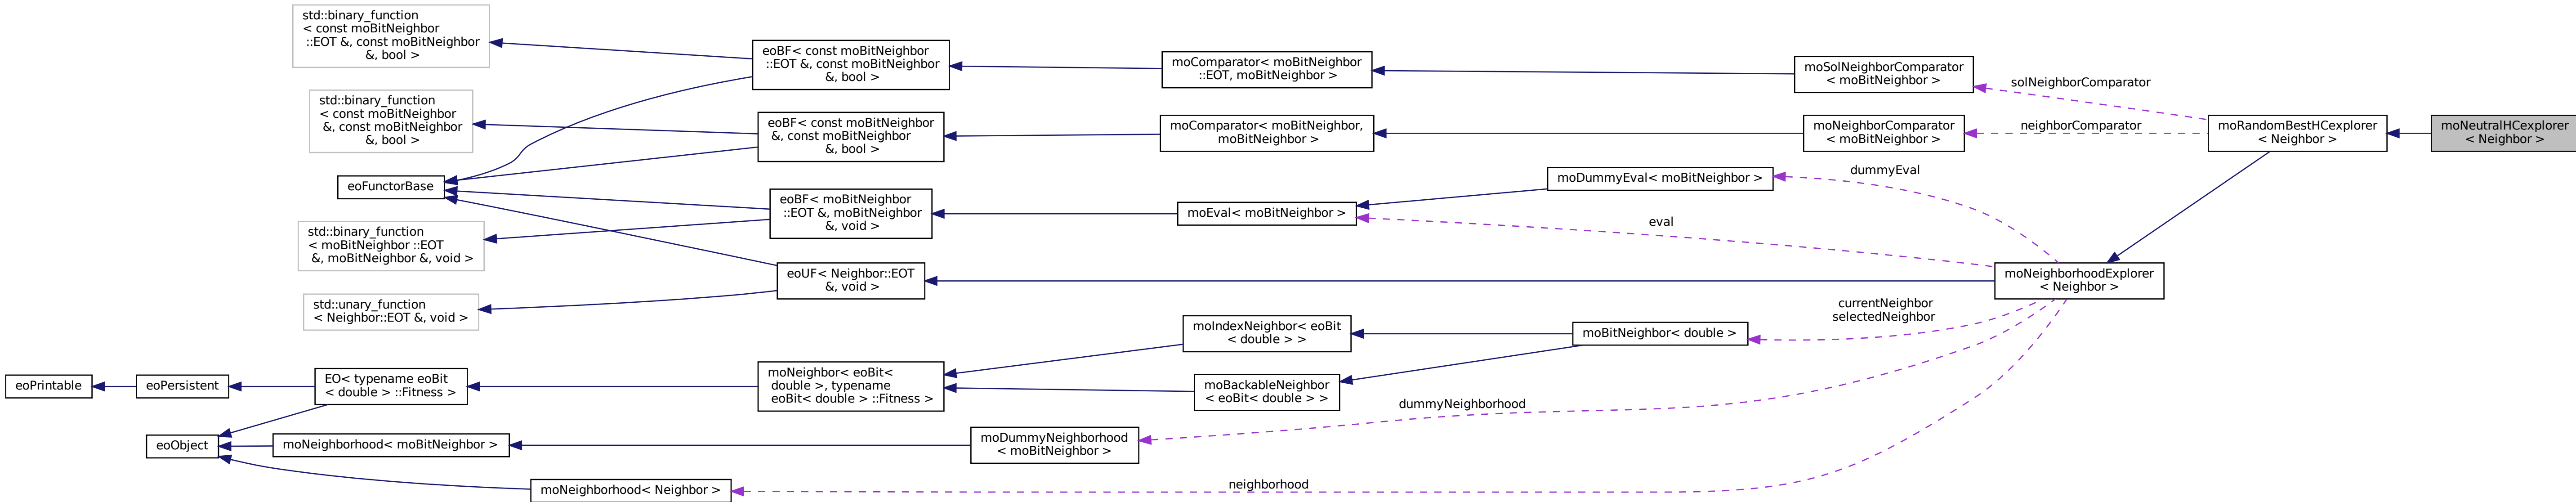 std::binary_function
< const moBitNeighbor
::EOT &, const moBitNeighbor
&, bool >
eoBF< const moBitNeighbor
::EOT &, const moBitNeighbor
&, bool >
moComparator< moBitNeighbor
::EOT, moBitNeighbor >
moSolNeighborComparator
< moBitNeighbor >
solNeighborComparator
std::binary_function
< const moBitNeighbor
&, const moBitNeighbor
&, bool >
eoBF< const moBitNeighbor
&, const moBitNeighbor
&, bool >
moComparator< moBitNeighbor,
moBitNeighbor >
moNeighborComparator
< moBitNeighbor >
neighborComparator
moRandomBestHCexplorer
< Neighbor >
moNeutralHCexplorer
< Neighbor >
eoFunctorBase
moDummyEval< moBitNeighbor >
dummyEval
eoBF< moBitNeighbor
::EOT &, moBitNeighbor
&, void >
moEval< moBitNeighbor >
eval
std::binary_function
< moBitNeighbor ::EOT
&, moBitNeighbor &, void >
eoUF< Neighbor::EOT
&, void >
moNeighborhoodExplorer
< Neighbor >
std::unary_function
< Neighbor::EOT &, void >
currentNeighbor
selectedNeighbor
moIndexNeighbor< eoBit
< double > >
moBitNeighbor< double >
eoPrintable
eoPersistent
EO< typename eoBit
< double > ::Fitness >
moNeighbor< eoBit<
double >, typename
eoBit< double > ::Fitness >
moBackableNeighbor
< eoBit< double > >
dummyNeighborhood
eoObject
moNeighborhood< moBitNeighbor >
moDummyNeighborhood
< moBitNeighbor >
moNeighborhood< Neighbor >
neighborhood